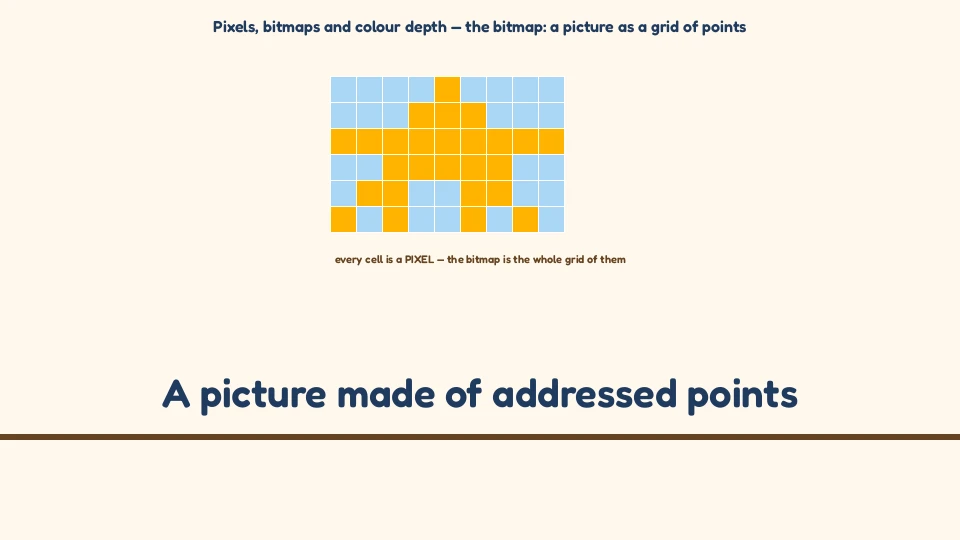 Pixels, bitmaps and colour depth — the bitmap: a picture as a grid of points
every cell is a PIXEL — the bitmap is the whole grid of them
A picture made of addressed points